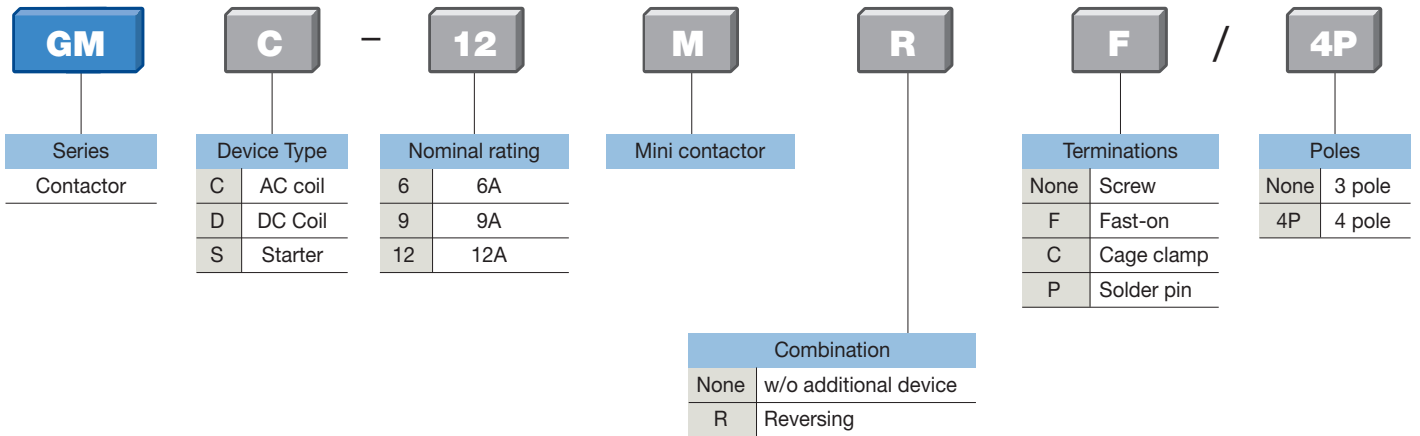 GM C – 12 M R F / 4P
Series
Contactor
Device Type
C AC coil
D DC Coil
S Starter
Nominal rating
6 6A
9 9A
12 12A
Mini contactor
Combination
None w/o additional device
R Reversing
Terminations
None Screw
F Fast-on
C Cage clamp
P Solder pin
Poles
None 3 pole
4P 4 pole